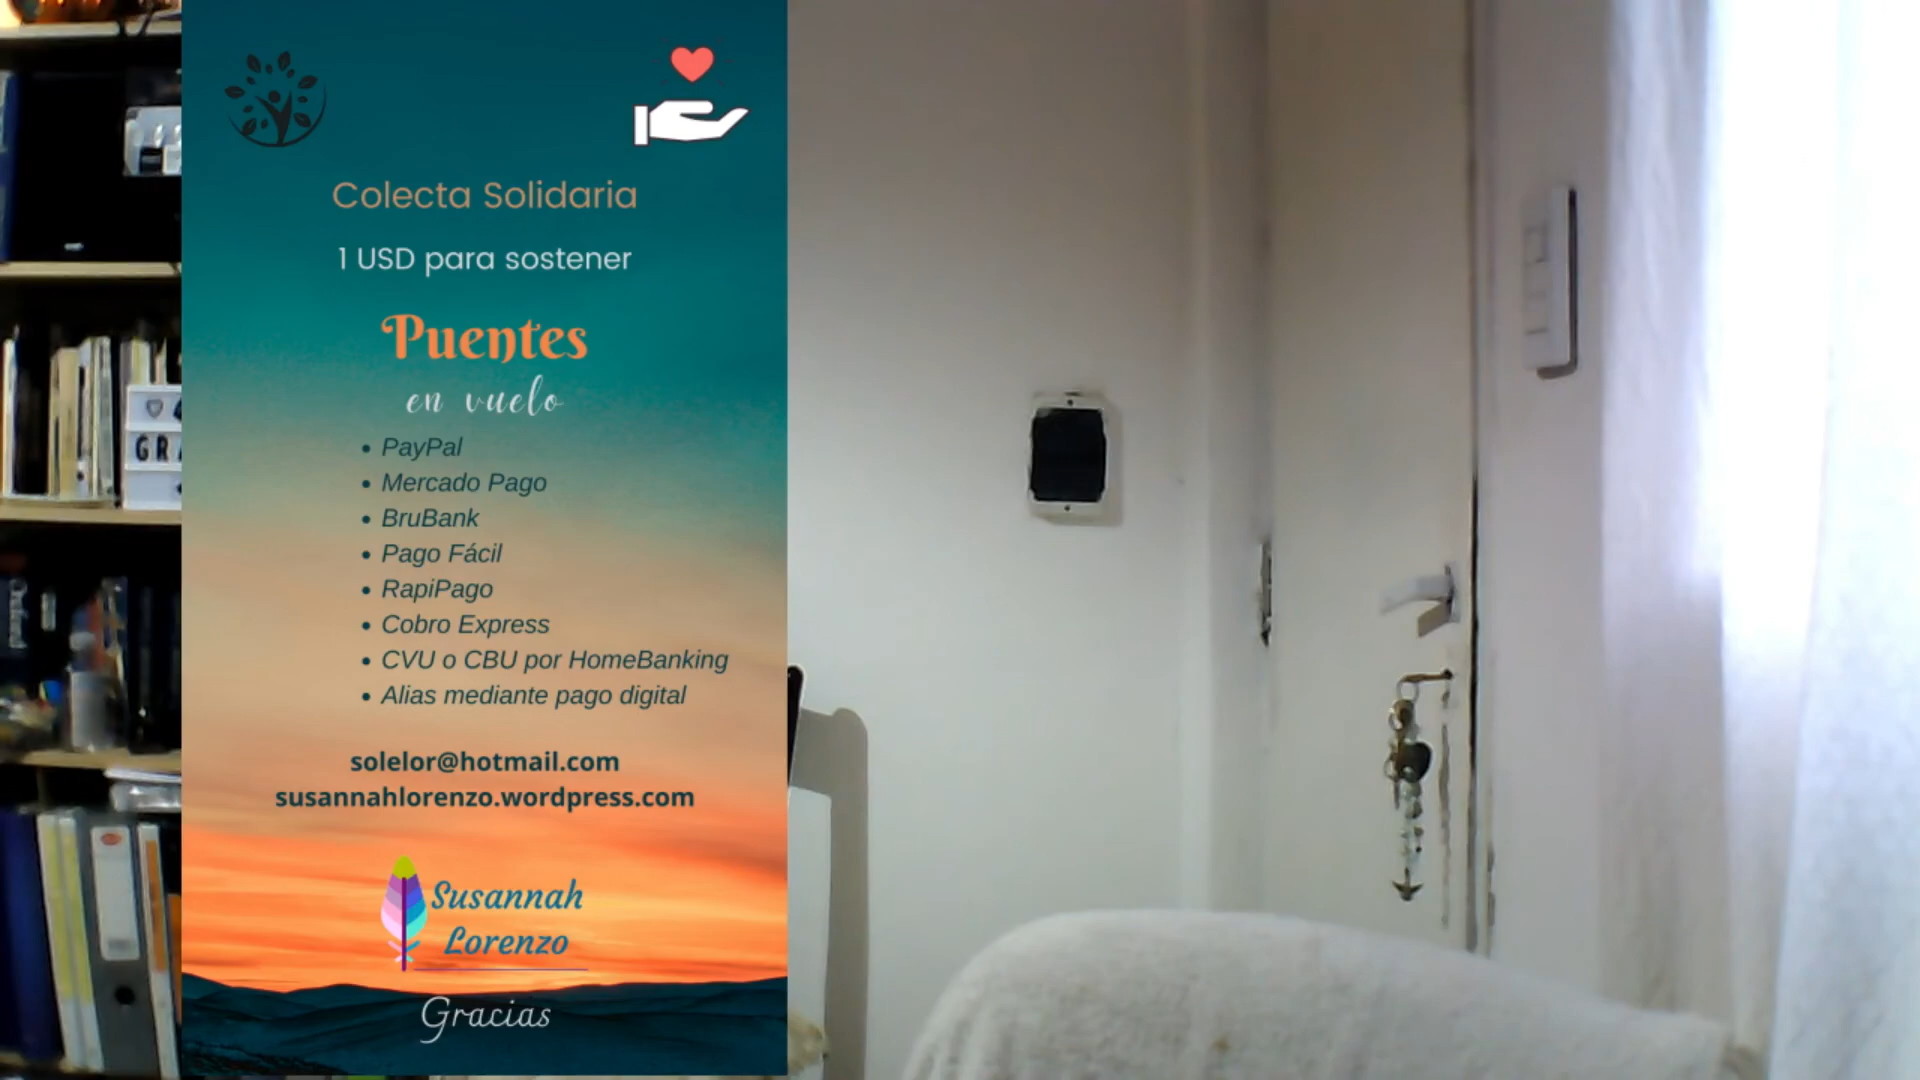 Colecta Solidaria
1 USD para sostener
Puentes
en vuelo
• PayPal
• Mercado Pago
• BruBank
• Pago Fácil
• RapiPago
• Cobro Express
• CVU o CBU por HomeBanking
• Alias mediante pago digital
solelor@hotmail.com
susannahlorenzo.wordpress.com
Susannah
Lorenzo
Gracias
GRA